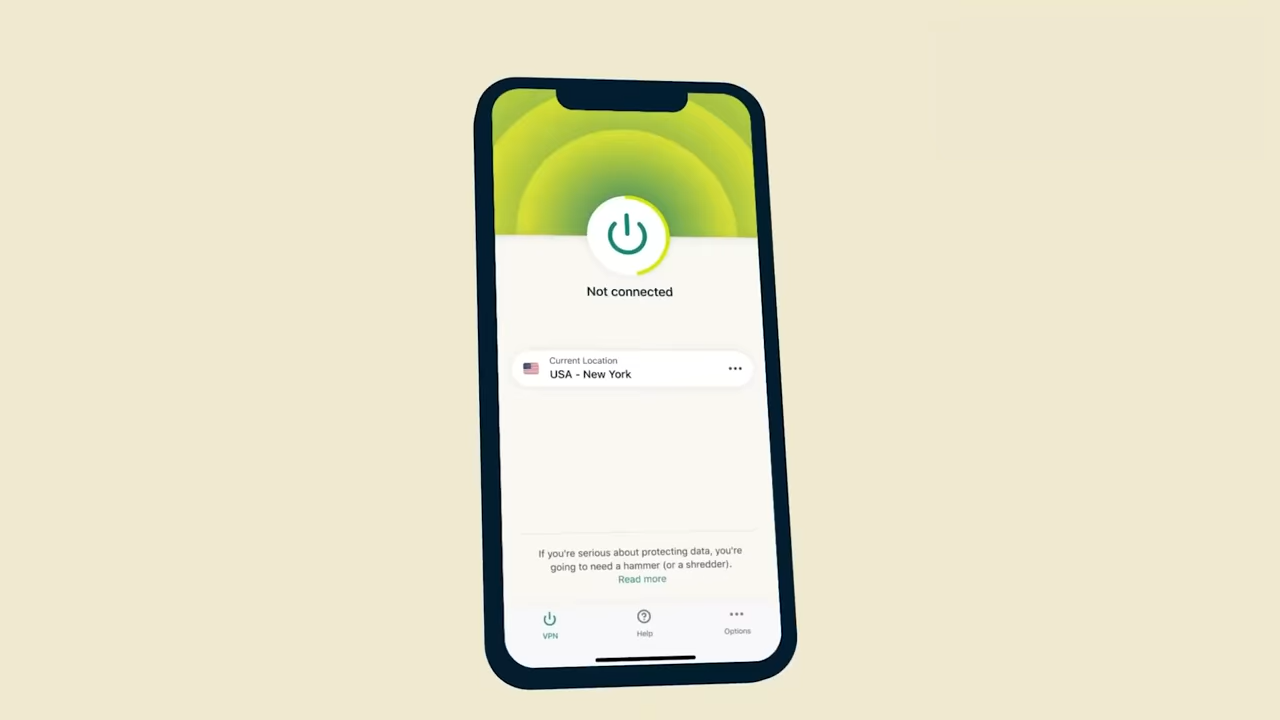 Not connected
Current Location
USA - New York
If you're serious about protecting data, you're
going to need a hammer (or a shredder).
Read more
VPN
Help
Options